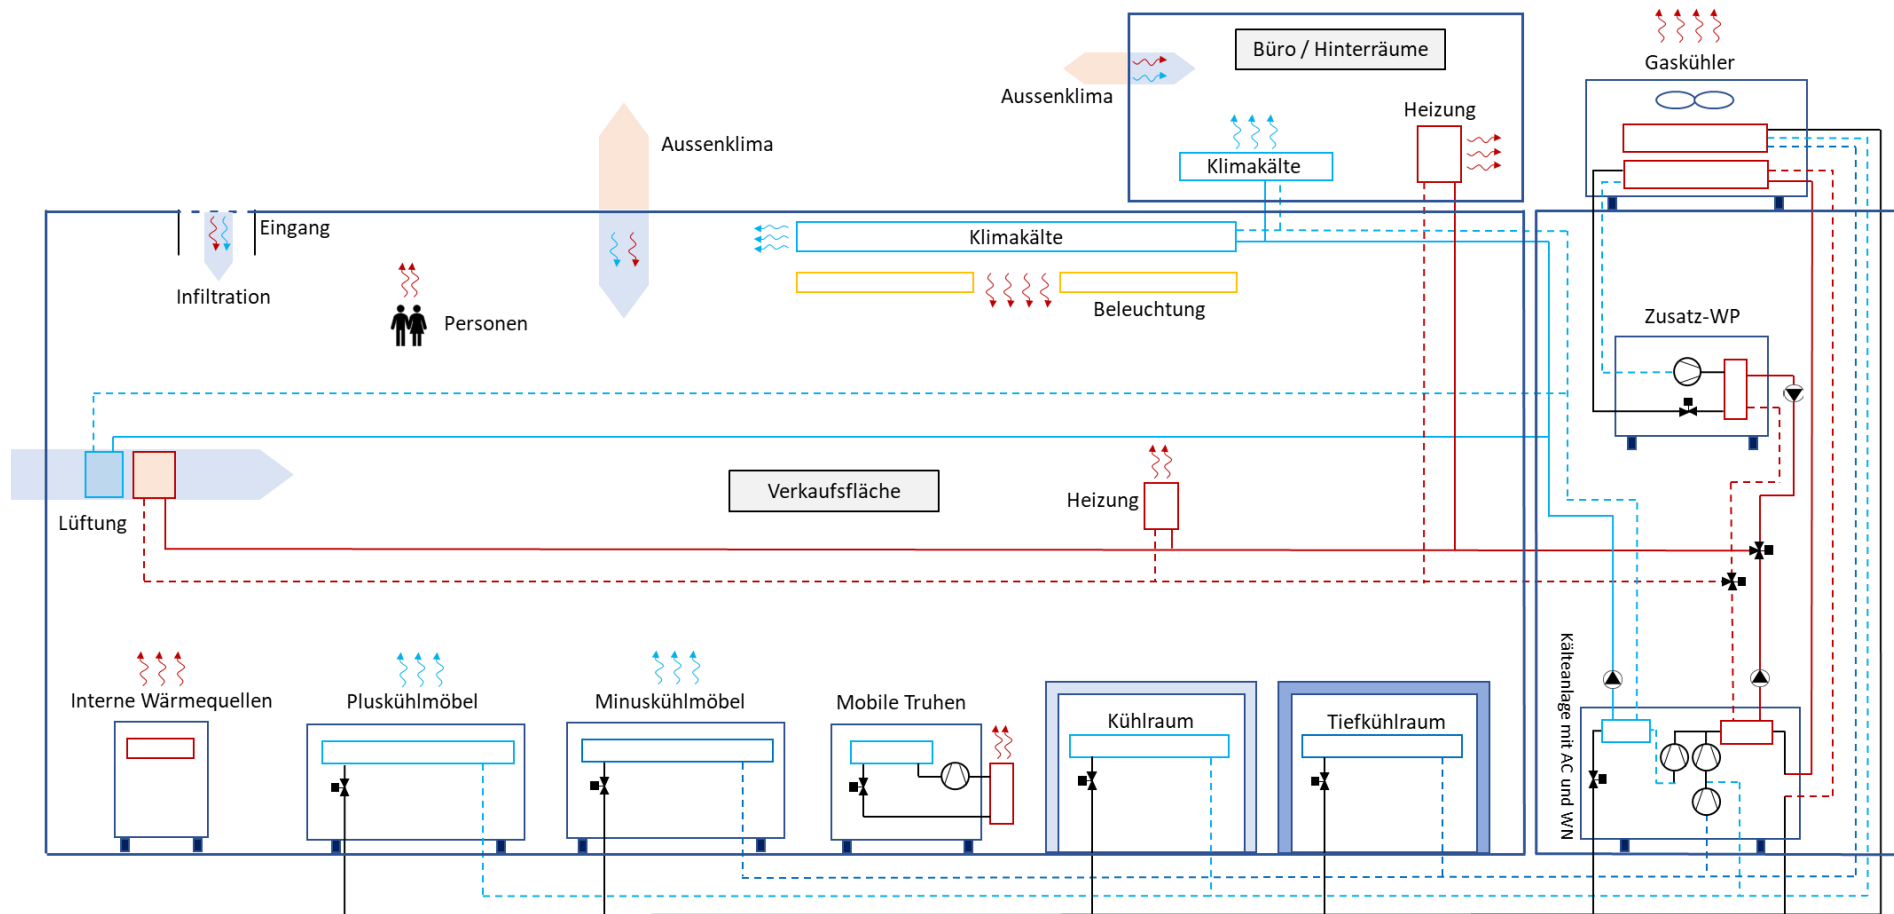 Büro / Hinterräume
Gaskühler
Aussenklima
Heizung
Aussenklima
Klimakälte
Eingang
Klimakälte
Infiltration
Beleuchtung
Personen
Zusatz-WP
Verkaufsfläche
Heizung
Lüftung
Kälteanlage mit AC und WN
Interne Wärmequellen
Pluskühlmöbel
Minuskühlmöbel
Mobile Truhen
Kühlraum
Tiefkühlraum